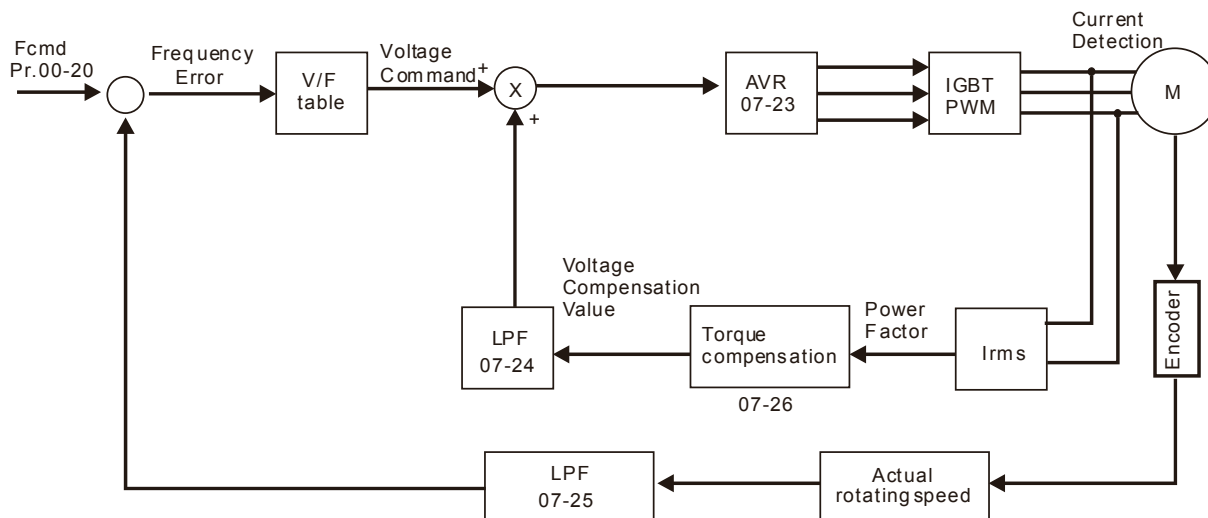 Fcmd
Pr.00-20
Frequency
Error
V/F
table
Voltage
Command
+
X
+
AVR
07-23
IGBT
PWM
Current
Detection
M
Encoder
Irms
Power
Factor
Torque
compensation
07-26
Voltage
Compensation
Value
LPF
07-24
Actual
rotating speed
LPF
07-25